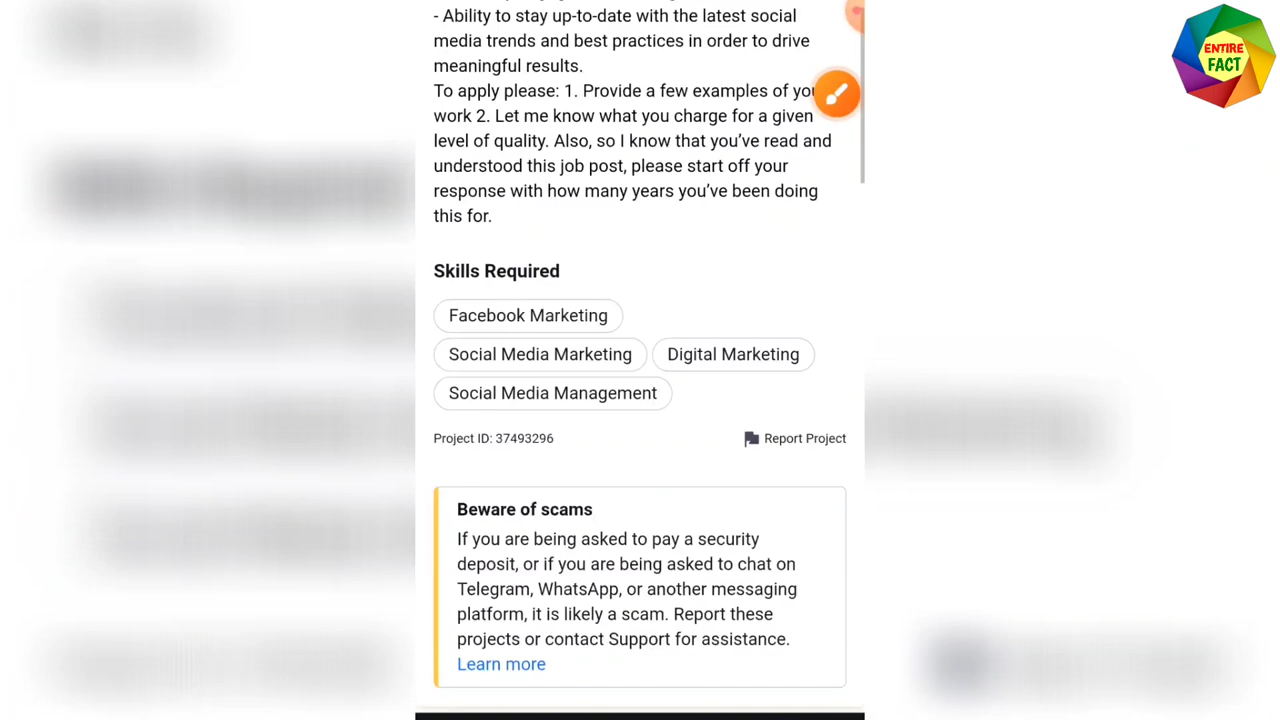 - Ability to stay up-to-date with the latest social
media trends and best practices in order to drive
meaningful results.
To apply please: 1. Provide a few examples of
work 2. Let me know what you charge for a given
level of quality. Also, so I know that you’ve read and
understood this job post, please start off your
response with how many years you’ve been doing
this for.
Skills Required
Facebook Marketing
Social Media Marketing Digital Marketing
Social Media Management
Project ID: 37493296 Report Project
Beware of scams
If you are being asked to pay a security
deposit, or if you are being asked to chat on
Telegram, WhatsApp, or another messaging
platform, it is likely a scam. Report these
projects or contact Support for assistance.
Learn more
ENTIRE
FACT